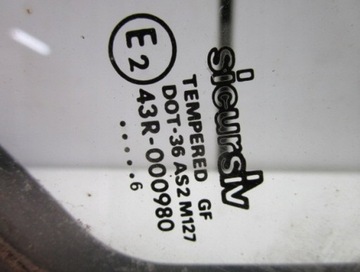 sicursiv
TEMPERED GF
DOT-36 AS2 M127
E2 43R-000980
.....6